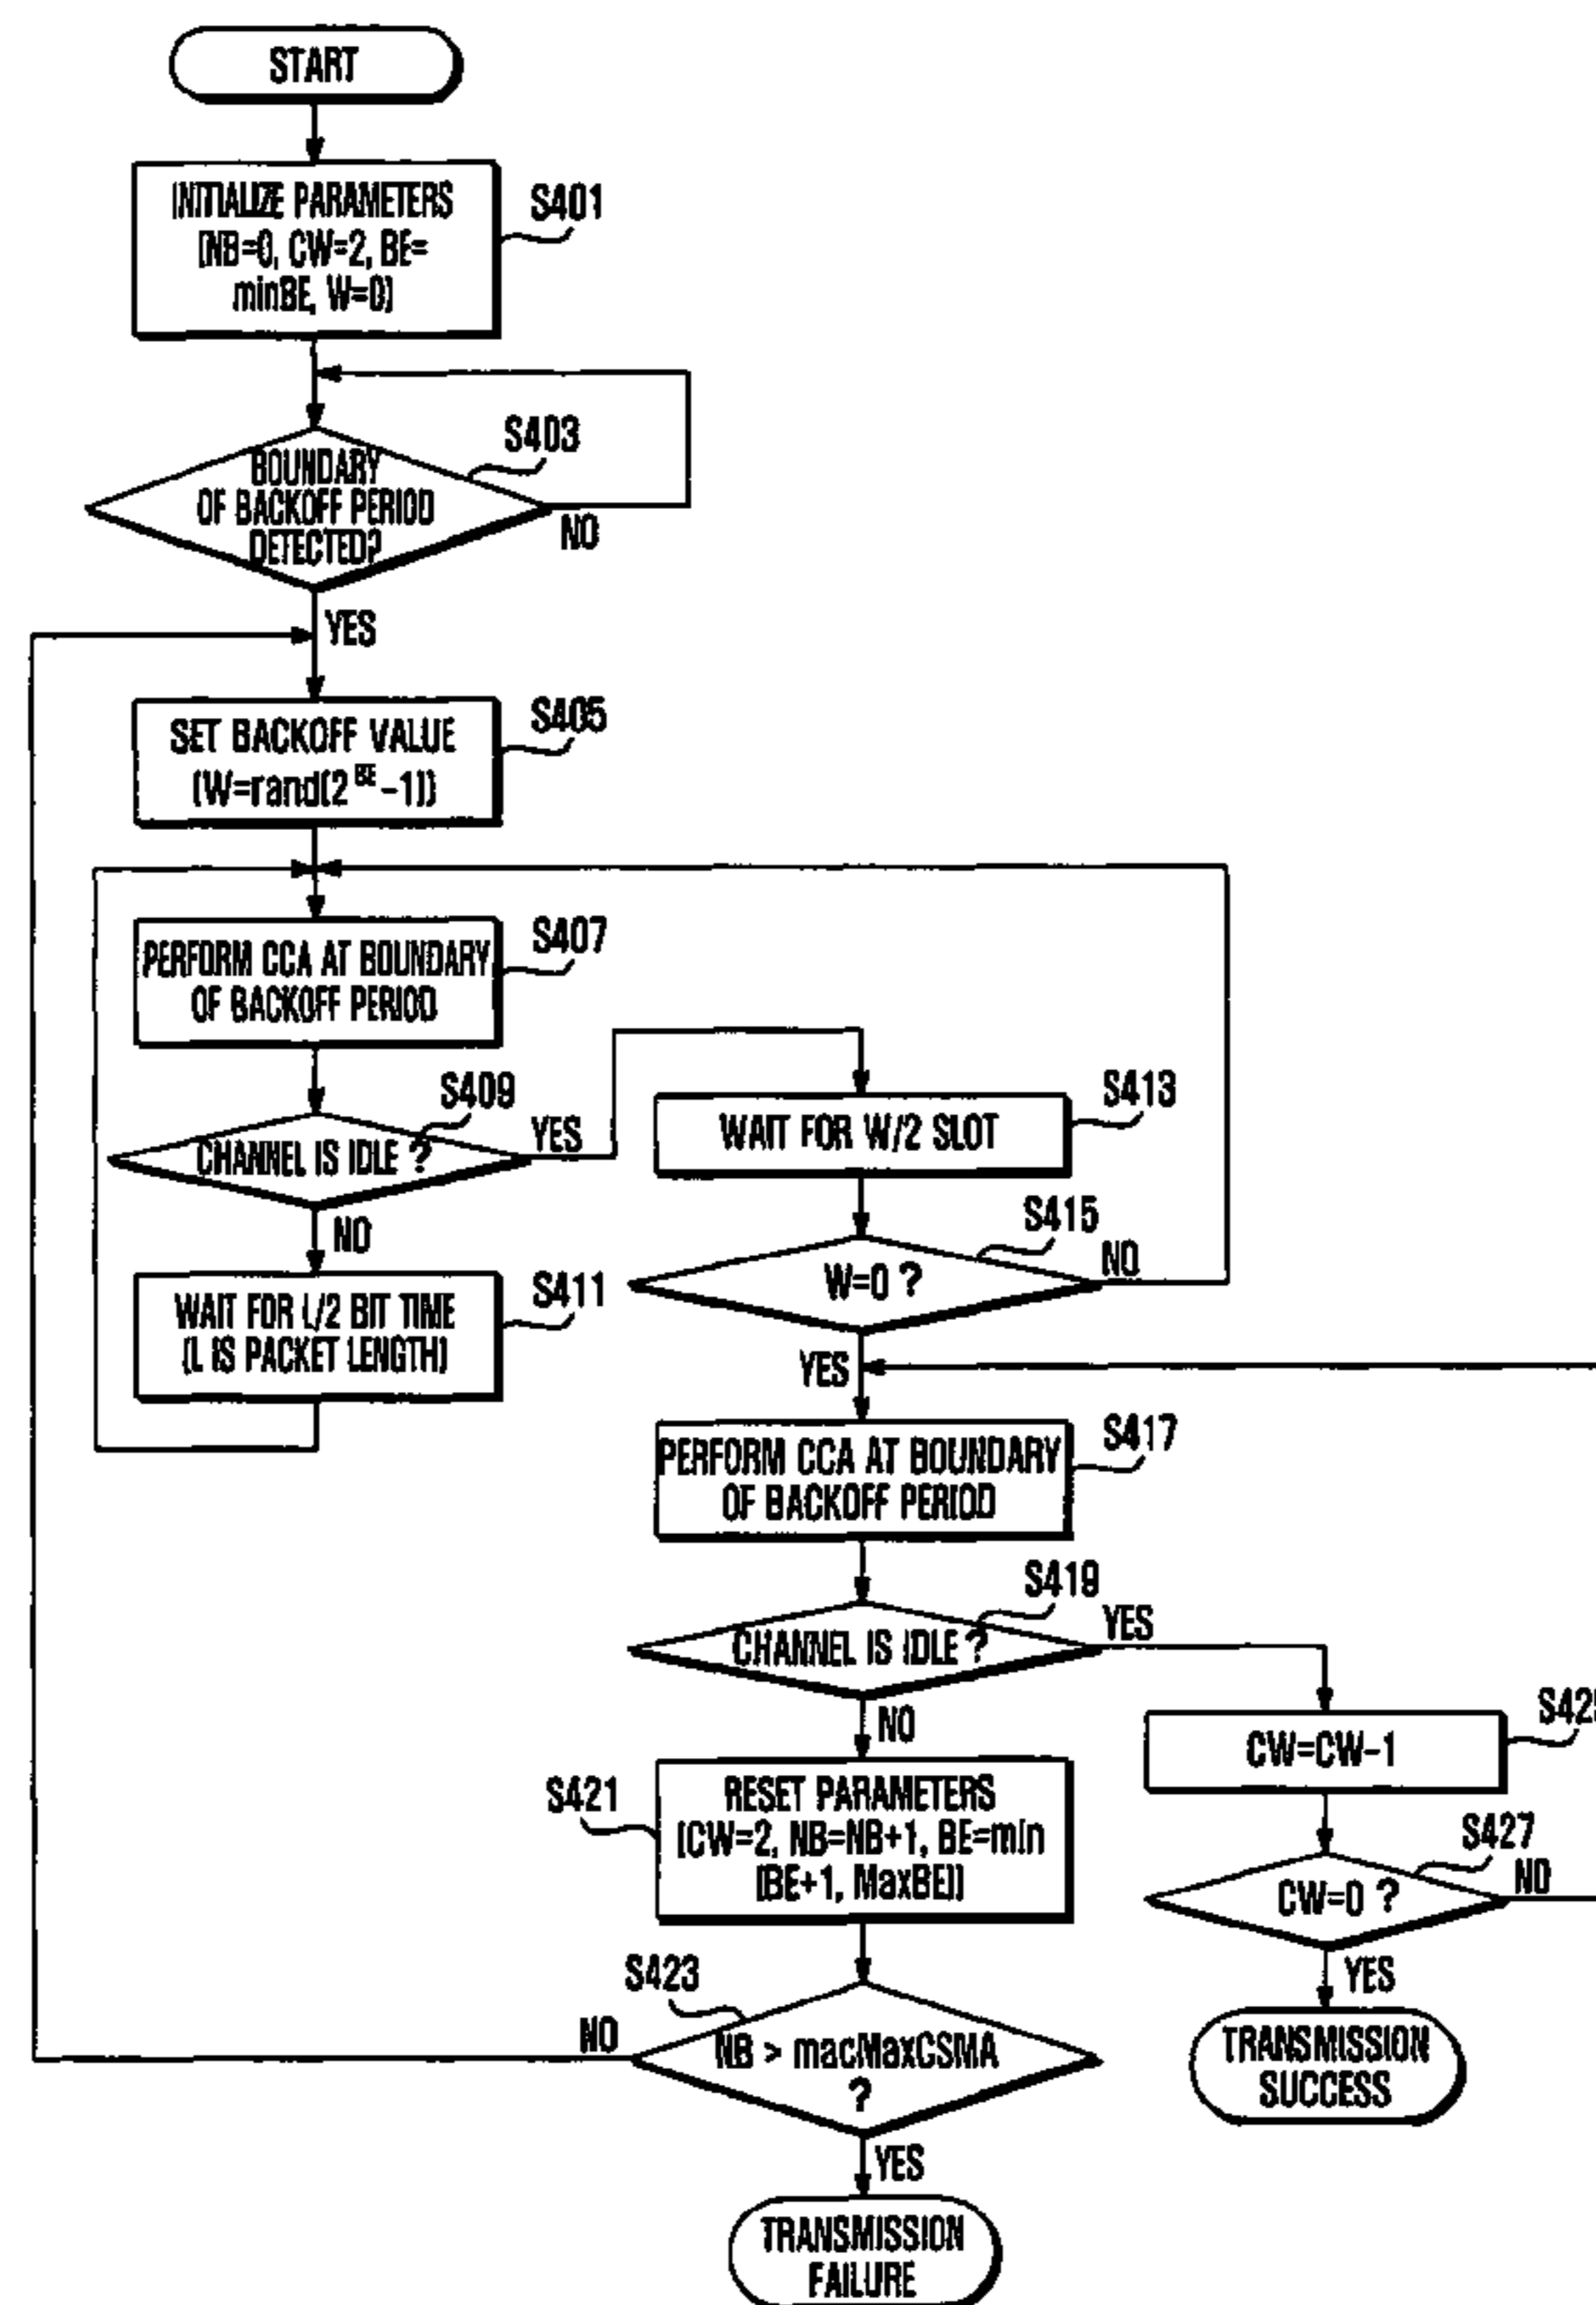 START
INITIALIZE PARAMETERS
(NB=0, CW=2, BE=
minBE, W=0)
S401
BOUNDARY
OF BACKOFF PERIOD
DETECTED?
S403
NO
YES
SET BACKOFF VALUE
(W=rand(2^BE-1))
S405
PERFORM CCA AT BOUNDARY
OF BACKOFF PERIOD
S407
CHANNEL IS IDLE ?
S409
YES
NO
WAIT FOR L/2 BIT TIME
(L IS PACKET LENGTH)
S411
WAIT FOR W/2 SLOT
S413
W=0 ?
S415
NO
YES
PERFORM CCA AT BOUNDARY
OF BACKOFF PERIOD
S417
CHANNEL IS IDLE ?
S419
YES
NO
RESET PARAMETERS
(CW=2, NB=NB+1, BE=min
(BE+1, MaxBE))
S421
CW=CW-1
CW=0 ?
S427
NO
YES
TRANSMISSION
SUCCESS
S423
NB > macMaxCSMA
?
NO
YES
TRANSMISSION
FAILURE